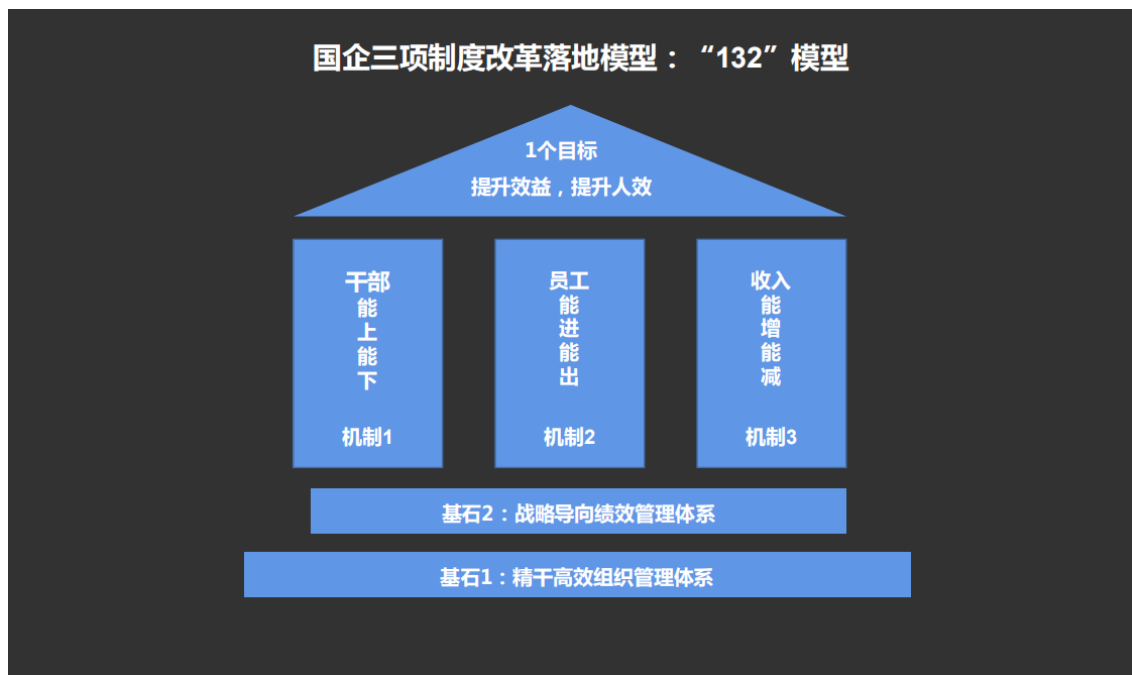 国企三项制度改革落地模型：“132”模型
1个目标
提升效益，提升人效
干部
能
上
能
下
机制1
员工
能
进
能
出
机制2
收入
能
增
能
减
机制3
基石2：战略导向绩效管理体系
基石1：精干高效组织管理体系